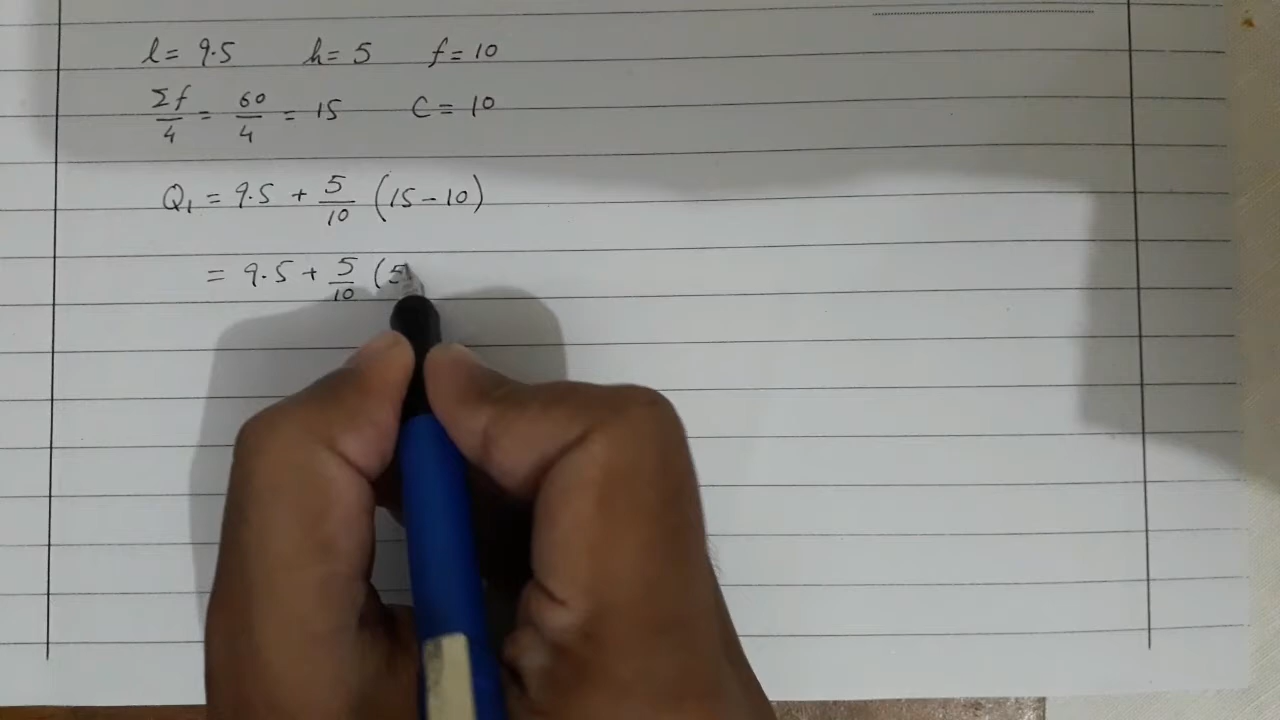 l = 9.5 h = 5 f = 10
Σf/4 = 60/4 = 15 C = 10
Q₁ = 9.5 + 5/10 (15 - 10)
= 9.5 + 5/10 (5